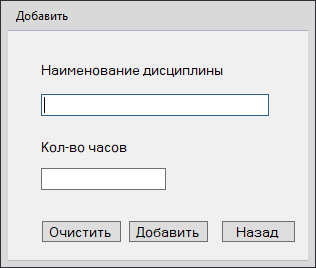 Добавить
Наименование дисциплины
Кол-во часов
Очистить Добавить Назад